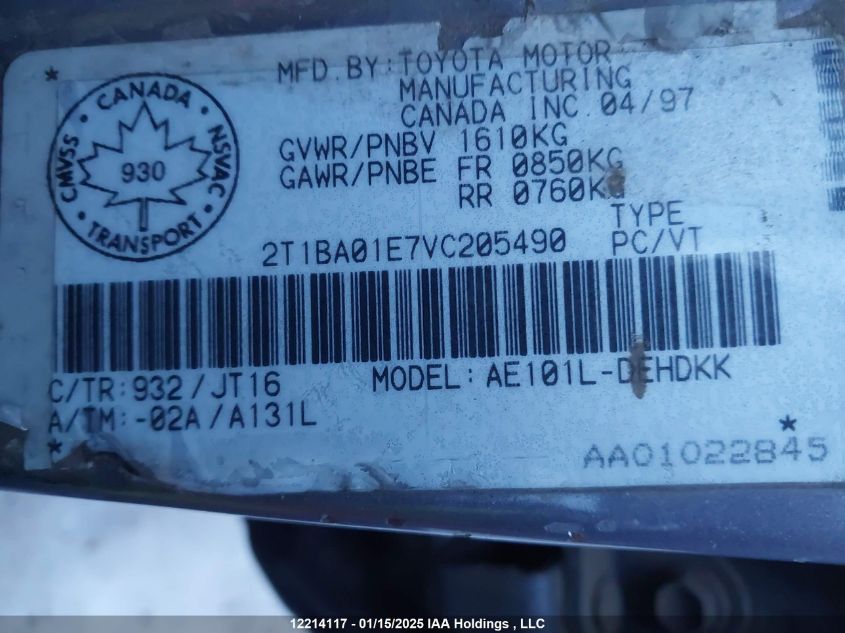 MFD BY:TOYOTA MOTOR
MANUFACTURING
CANADA INC 04/97
GVWR/PNBV 1610KG
GAWR/PNBE FR 0850KG
RR 0760KG
TYPE
2T1BA01E7VC205490 PC/VT
CANADA
CMVSS
930
NSVAC
TRANSPORT
C/TR:932/JT16
MODEL: AE101L-DEHDKK
A/TM:-02A/A131L
AA01022845
12214117 - 01/15/2025 IAA Holdings , LLC